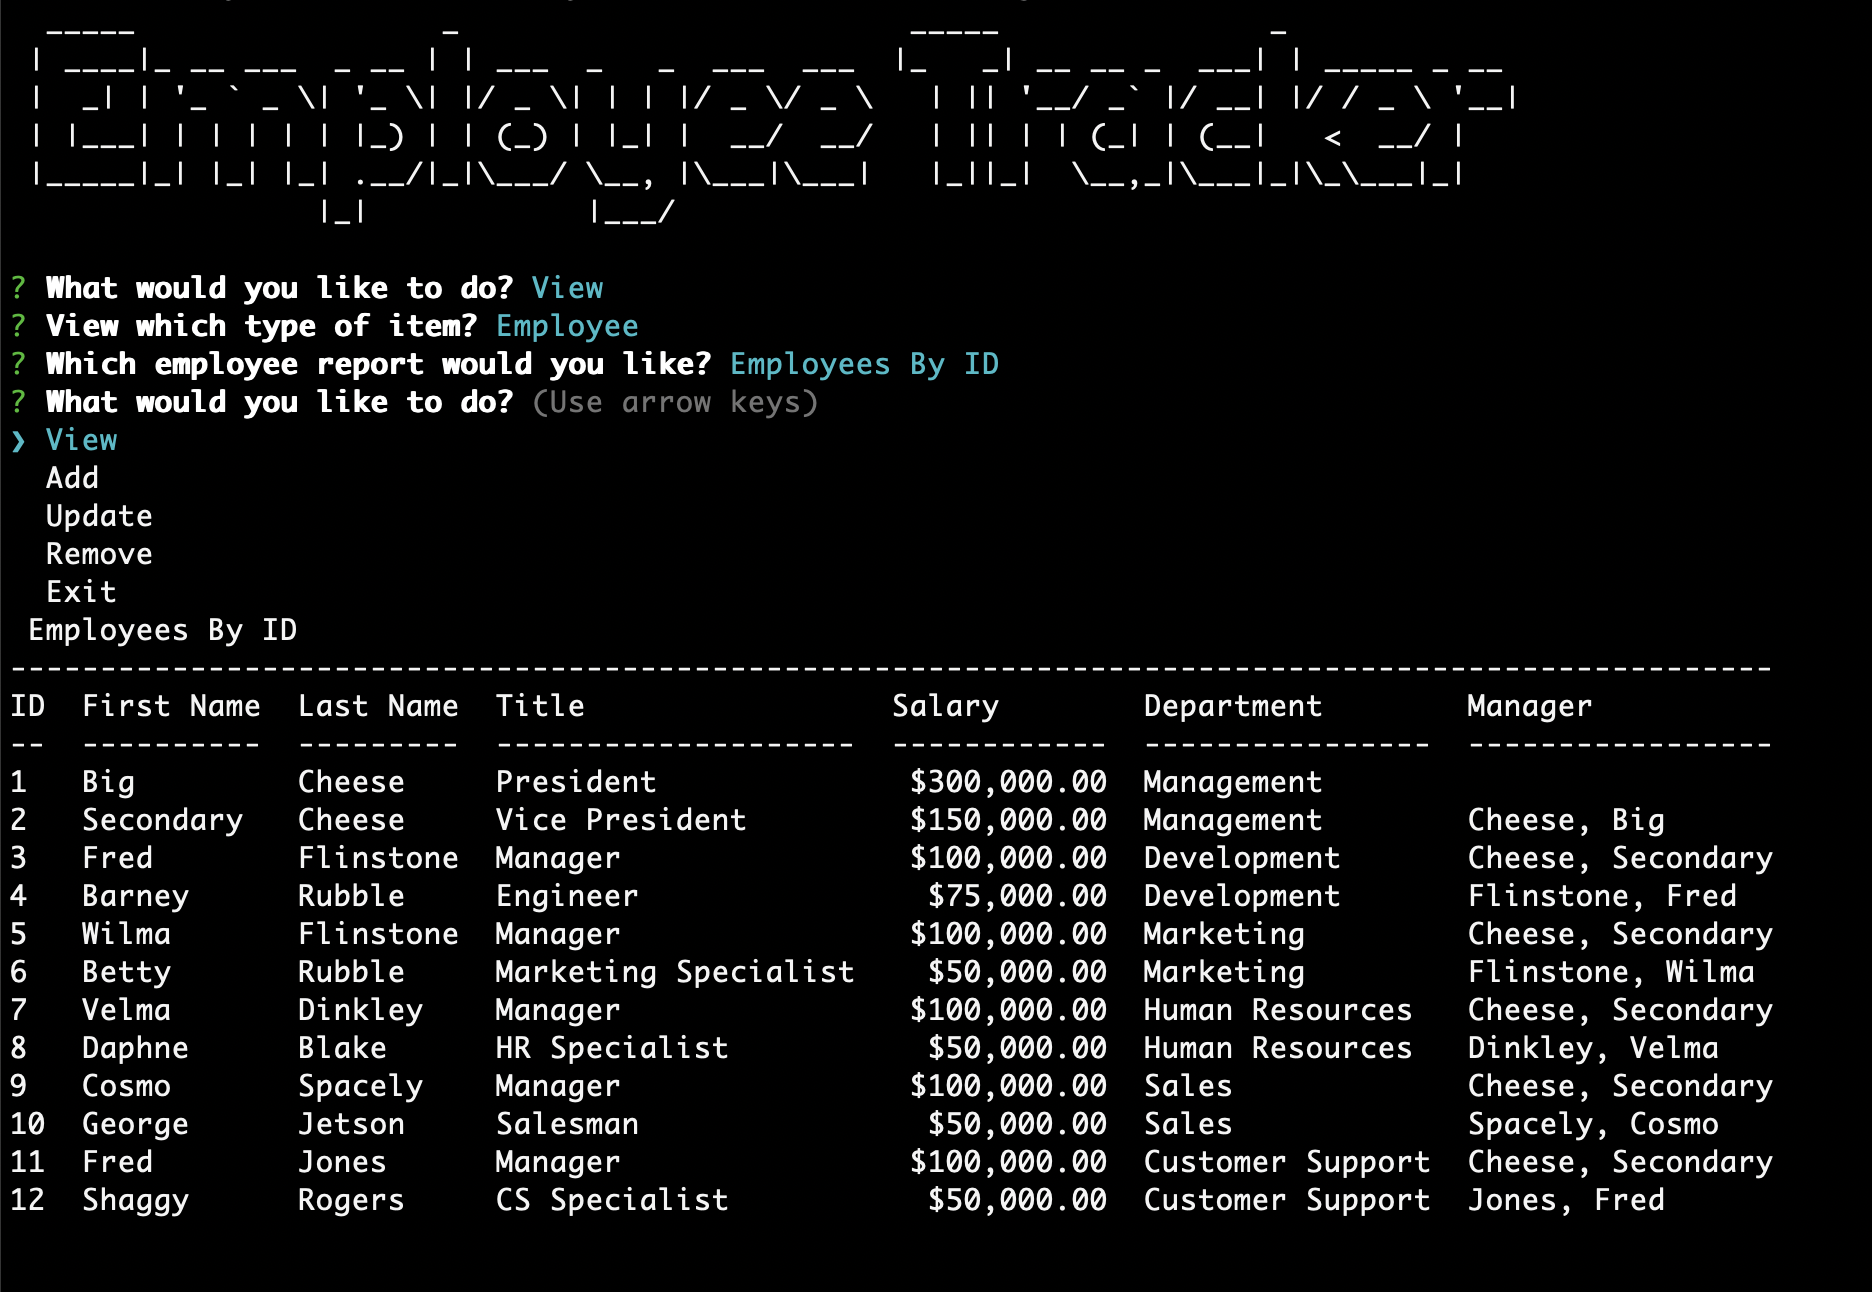 Employee Tracker
? What would you like to do? View
? View which type of item? Employee
? Which employee report would you like? Employees By ID
? What would you like to do? (Use arrow keys)
❯ View
Add
Update
Remove
Exit
Employees By ID
--------------------------------------------------------------------------------------------------
ID  First Name  Last Name  Title                 Salary        Department        Manager
--  ----------  ---------  --------------------  ------------  ----------------  -----------------
1   Big         Cheese     President              $300,000.00  Management
2   Secondary   Cheese     Vice President         $150,000.00  Management        Cheese, Big
3   Fred        Flinstone  Manager                $100,000.00  Development       Cheese, Secondary
4   Barney      Rubble     Engineer                $75,000.00  Development       Flinstone, Fred
5   Wilma       Flinstone  Manager                $100,000.00  Marketing         Cheese, Secondary
6   Betty       Rubble     Marketing Specialist    $50,000.00  Marketing         Flinstone, Wilma
7   Velma       Dinkley    Manager                $100,000.00  Human Resources   Cheese, Secondary
8   Daphne      Blake      HR Specialist           $50,000.00  Human Resources   Dinkley, Velma
9   Cosmo       Spacely    Manager                $100,000.00  Sales             Cheese, Secondary
10  George      Jetson     Salesman                $50,000.00  Sales             Spacely, Cosmo
11  Fred        Jones      Manager                $100,000.00  Customer Support  Cheese, Secondary
12  Shaggy      Rogers     CS Specialist           $50,000.00  Customer Support  Jones, Fred